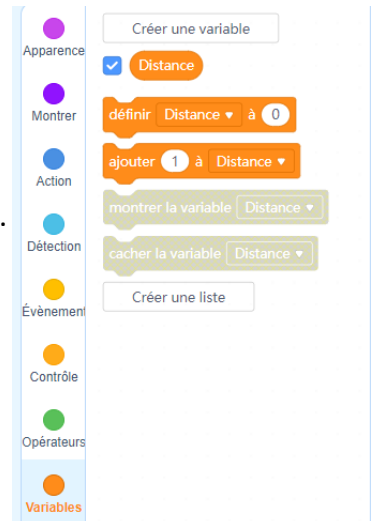 Apparence
Montrer
Action
Détection
Évènement
Contrôle
Opérateurs
Variables
Créer une variable
Distance
définir Distance ▾ à 0
ajouter 1 à Distance ▾
montrer la variable Distance ▾
cacher la variable Distance ▾
Créer une liste